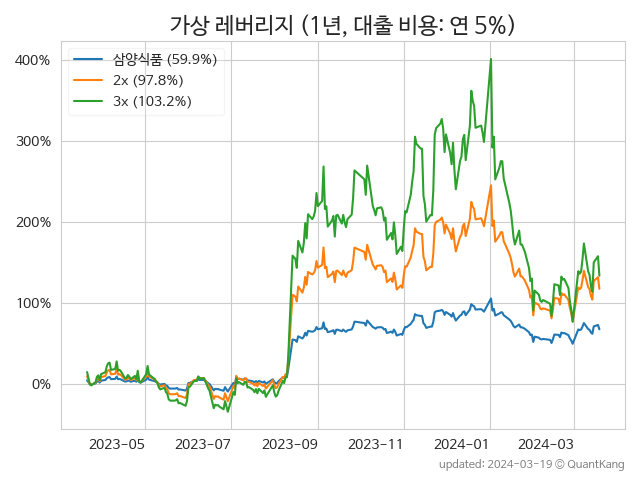 가상 레버리지 (1년, 대출 비용: 연 5%)
400%
300%
200%
100%
0%
삼양식품 (59.9%)
2x (97.8%)
3x (103.2%)
2023-05 2023-07 2023-09 2023-11 2024-01 2024-03
updated: 2024-03-19 © QuantKang